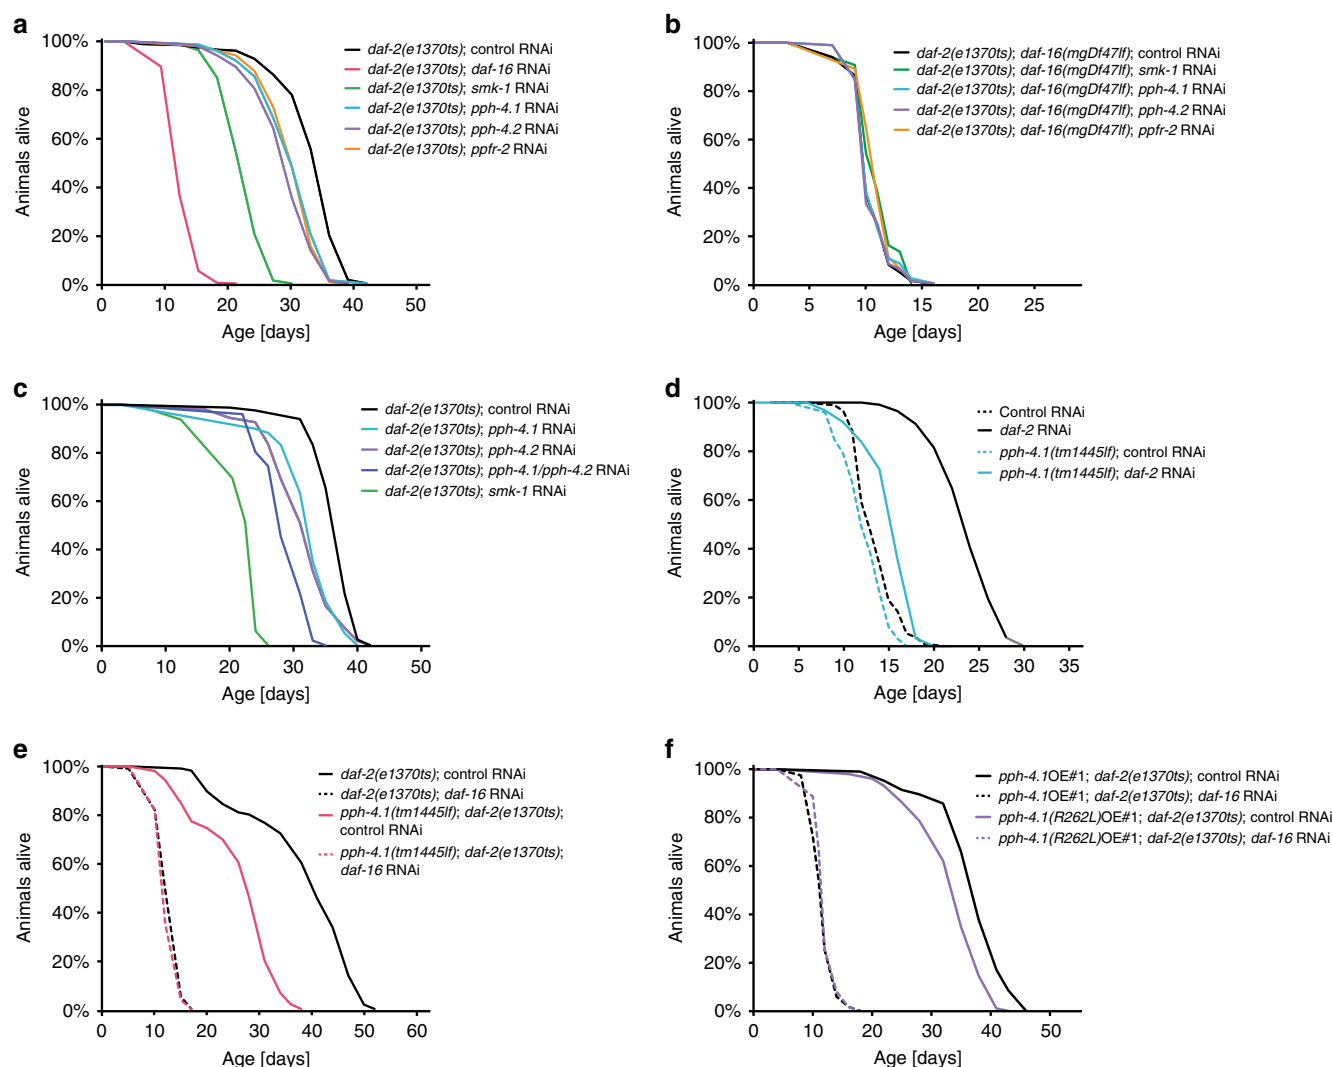 a
100%
80%
60%
40%
20%
0%
Animals alive
0 10 20 30 40 50
Age [days]
daf-2(e1370ts); control RNAi
daf-2(e1370ts); daf-16 RNAi
daf-2(e1370ts); smk-1 RNAi
daf-2(e1370ts); pph-4.1 RNAi
daf-2(e1370ts); pph-4.2 RNAi
daf-2(e1370ts); ppfr-2 RNAi
b
100%
80%
60%
40%
20%
0%
Animals alive
0 5 10 15 20 25
Age [days]
daf-2(e1370ts); daf-16(mgDf47lf); control RNAi
daf-2(e1370ts); daf-16(mgDf47lf); smk-1 RNAi
daf-2(e1370ts); daf-16(mgDf47lf); pph-4.1 RNAi
daf-2(e1370ts); daf-16(mgDf47lf); pph-4.2 RNAi
daf-2(e1370ts); daf-16(mgDf47lf); ppfr-2 RNAi
c
100%
80%
60%
40%
20%
0%
Animals alive
0 10 20 30 40 50
Age [days]
daf-2(e1370ts); control RNAi
daf-2(e1370ts); pph-4.1 RNAi
daf-2(e1370ts); pph-4.2 RNAi
daf-2(e1370ts); pph-4.1/pph-4.2 RNAi
daf-2(e1370ts); smk-1 RNAi
d
100%
80%
60%
40%
20%
0%
Animals alive
0 5 10 15 20 25 30 35
Age [days]
Control RNAi
daf-2 RNAi
pph-4.1(tm1445lf); control RNAi
pph-4.1(tm1445lf); daf-2 RNAi
e
100%
80%
60%
40%
20%
0%
Animals alive
0 10 20 30 40 50 60
Age [days]
daf-2(e1370ts); control RNAi
daf-2(e1370ts); daf-16 RNAi
pph-4.1(tm1445lf); daf-2(e1370ts);
control RNAi
pph-4.1(tm1445lf); daf-2(e1370ts);
daf-16 RNAi
f
100%
80%
60%
40%
20%
0%
Animals alive
0 10 20 30 40 50
Age [days]
pph-4.1OE#1; daf-2(e1370ts); control RNAi
pph-4.1OE#1; daf-2(e1370ts); daf-16 RNAi
pph-4.1(R262L)OE#1; daf-2(e1370ts); control RNAi
pph-4.1(R262L)OE#1; daf-2(e1370ts); daf-16 RNAi